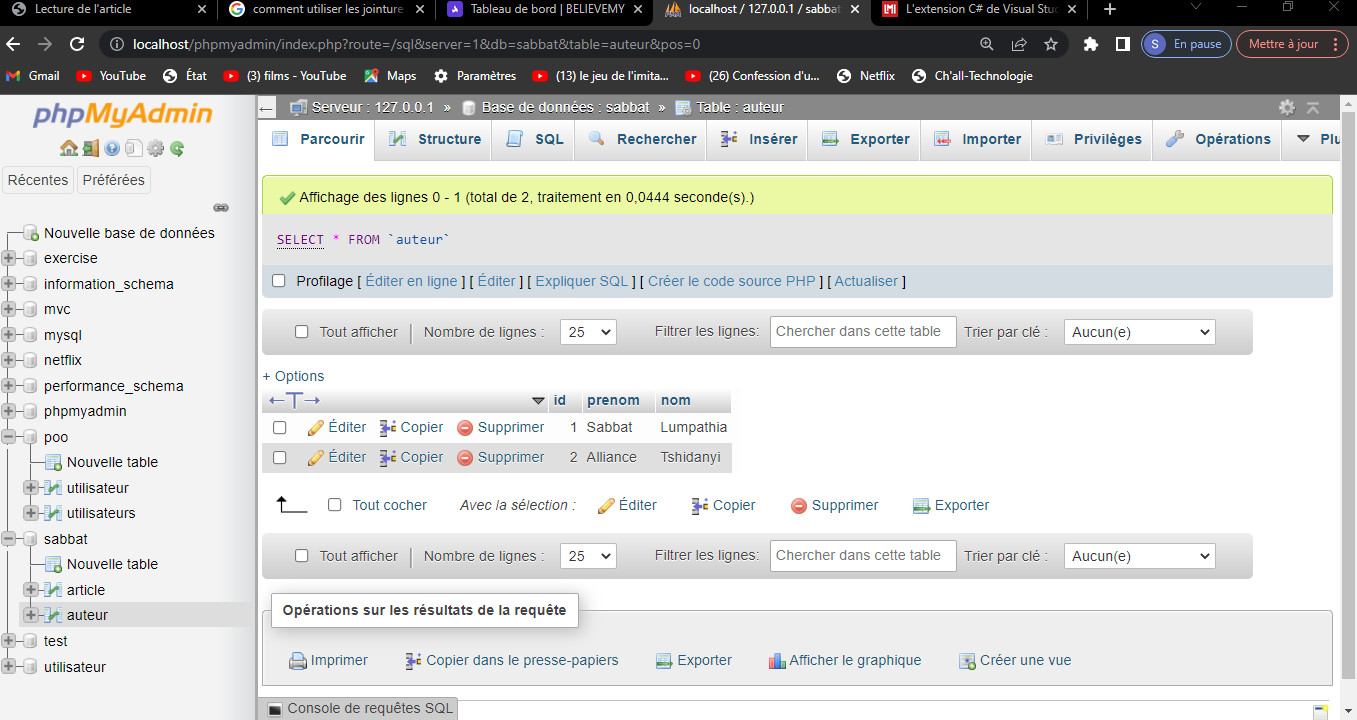 Lecture de l'article
comment utiliser les jointure
Tableau de bord | BELIEVEMY
localhost / 127.0.0.1 / sabbat
L'extension C# de Visual Stud
localhost/phpmyadmin/index.php?route=/sql&server=1&db=sabbat&table=auteur&pos=0
S En pause
Mettre à jour
Gmail
YouTube
État
(3) films - YouTube
Maps
Paramètres
(13) le jeu de l'imita...
(26) Confession d'u...
Netflix
Ch'all-Technologie
phpMyAdmin
Récentes
Préférées
Nouvelle base de données
exercise
information_schema
mvc
mysql
netflix
performance_schema
phpmyadmin
poo
Nouvelle table
utilisateur
utilisateurs
sabbat
Nouvelle table
article
auteur
test
utilisateur
Serveur : 127.0.0.1 » Base de données : sabbat » Table : auteur
Parcourir
Structure
SQL
Rechercher
Insérer
Exporter
Importer
Privilèges
Opérations
Plu
Affichage des lignes 0 - 1 (total de 2, traitement en 0,0444 seconde(s).)
SELECT * FROM `auteur`
Profilage [ Éditer en ligne ] [ Éditer ] [ Expliquer SQL ] [ Créer le code source PHP ] [ Actualiser ]
Tout afficher | Nombre de lignes : 25 Filtrer les lignes: Chercher dans cette table Trier par clé : Aucun(e)
+ Options
id prenom nom
Éditer Copier Supprimer 1 Sabbat Lumpathia
Éditer Copier Supprimer 2 Alliance Tshidanyi
Tout cocher Avec la sélection : Éditer Copier Supprimer Exporter
Tout afficher | Nombre de lignes : 25 Filtrer les lignes: Chercher dans cette table Trier par clé : Aucun(e)
Opérations sur les résultats de la requête
Imprimer Copier dans le presse-papiers Exporter Afficher le graphique Créer une vue
Console de requêtes SQL